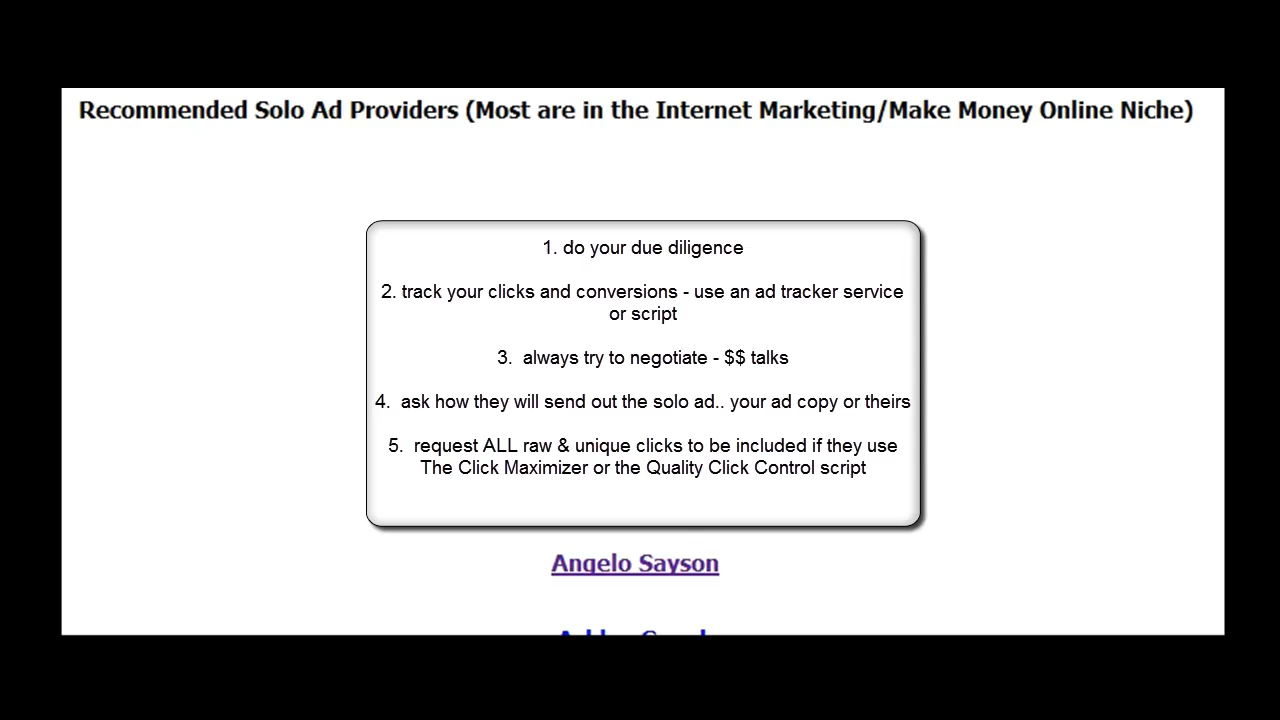 Recommended Solo Ad Providers (Most are in the Internet Marketing/Make Money Online Niche)
1. do your due diligence
2. track your clicks and conversions - use an ad tracker service
or script
3.  always try to negotiate - $$ talks
4.  ask how they will send out the solo ad.. your ad copy or theirs
5.  request ALL raw & unique clicks to be included if they use
The Click Maximizer or the Quality Click Control script
Angelo Sayson